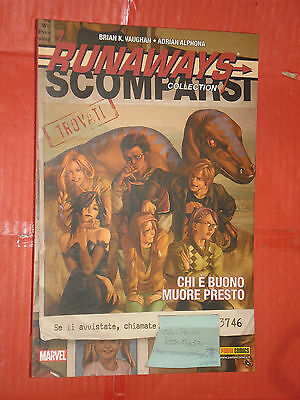 BRIAN K. VAUGHAN • ADRIAN ALPHONA
RUNAWAYS
COLLECTION
SCOMPARSI
TROVATI
CHI È BUONO
MUORE PRESTO
Se li avvistate, chiamate
3746
MARVEL
PANINI COMICS